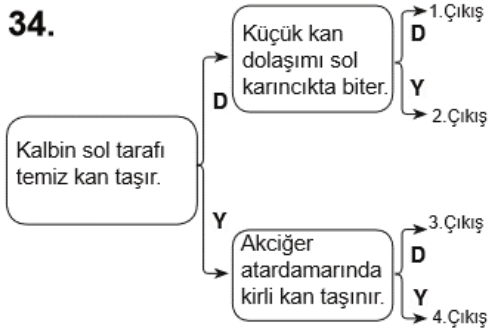 34.
Kalbin sol tarafı
temiz kan taşır.
D
Y
Küçük kan
dolaşımı sol
karıncıkta biter.
D
Y
1.Çıkış
2.Çıkış
Akciğer
atardamarında
kirli kan taşınır.
D
Y
3.Çıkış
4.Çıkış